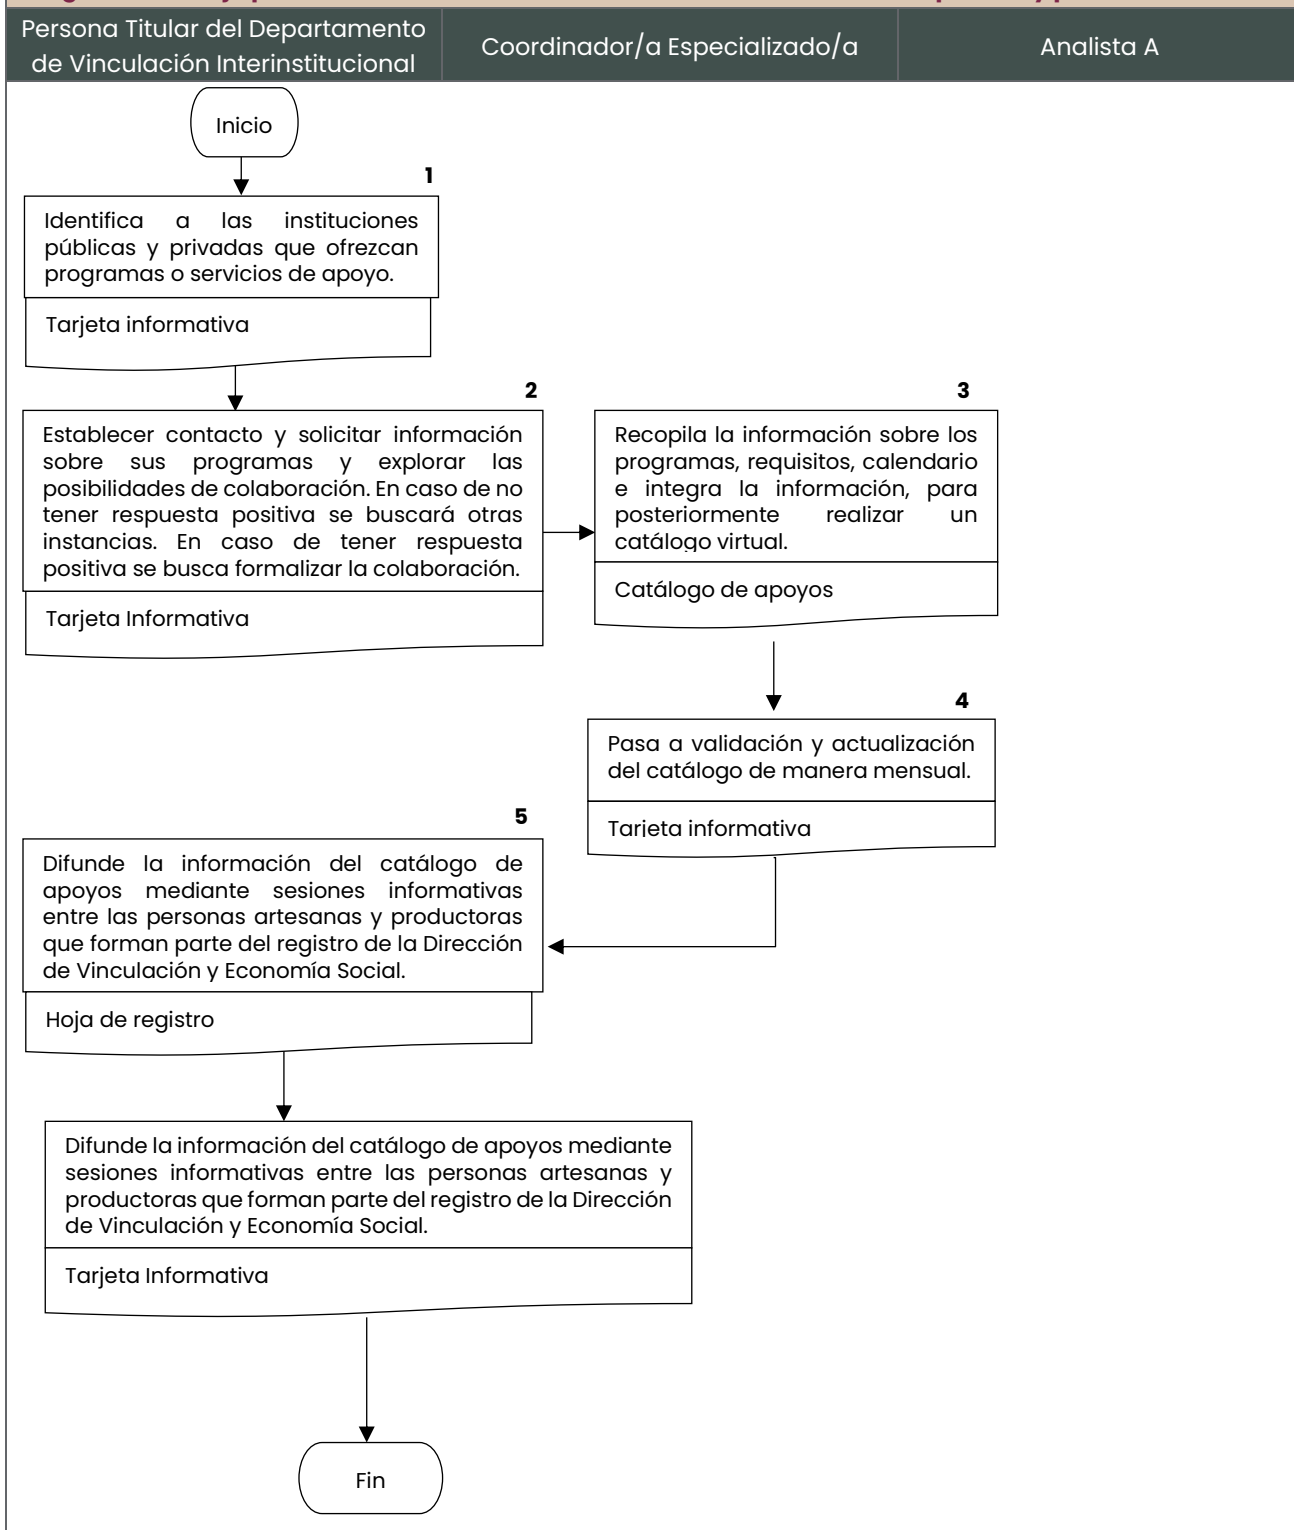 Persona Titular del Departamento
de Vinculación Interinstitucional
Coordinador/a Especializado/a
Analista A
Inicio
1
Identifica a las instituciones
públicas y privadas que ofrezcan
programas o servicios de apoyo.
Tarjeta informativa
2
Establecer contacto y solicitar información
sobre sus programas y explorar las
posibilidades de colaboración. En caso de no
tener respuesta positiva se buscará otras
instancias. En caso de tener respuesta
positiva se busca formalizar la colaboración.
Tarjeta Informativa
3
Recopila la información sobre los
programas, requisitos, calendario
e integra la información, para
posteriormente realizar un
catálogo virtual.
Catálogo de apoyos
4
Pasa a validación y actualización
del catálogo de manera mensual.
Tarjeta informativa
5
Difunde la información del catálogo de
apoyos mediante sesiones informativas
entre las personas artesanas y productoras
que forman parte del registro de la Dirección
de Vinculación y Economía Social.
Hoja de registro
Difunde la información del catálogo de apoyos mediante
sesiones informativas entre las personas artesanas y
productoras que forman parte del registro de la Dirección
de Vinculación y Economía Social.
Tarjeta Informativa
Fin